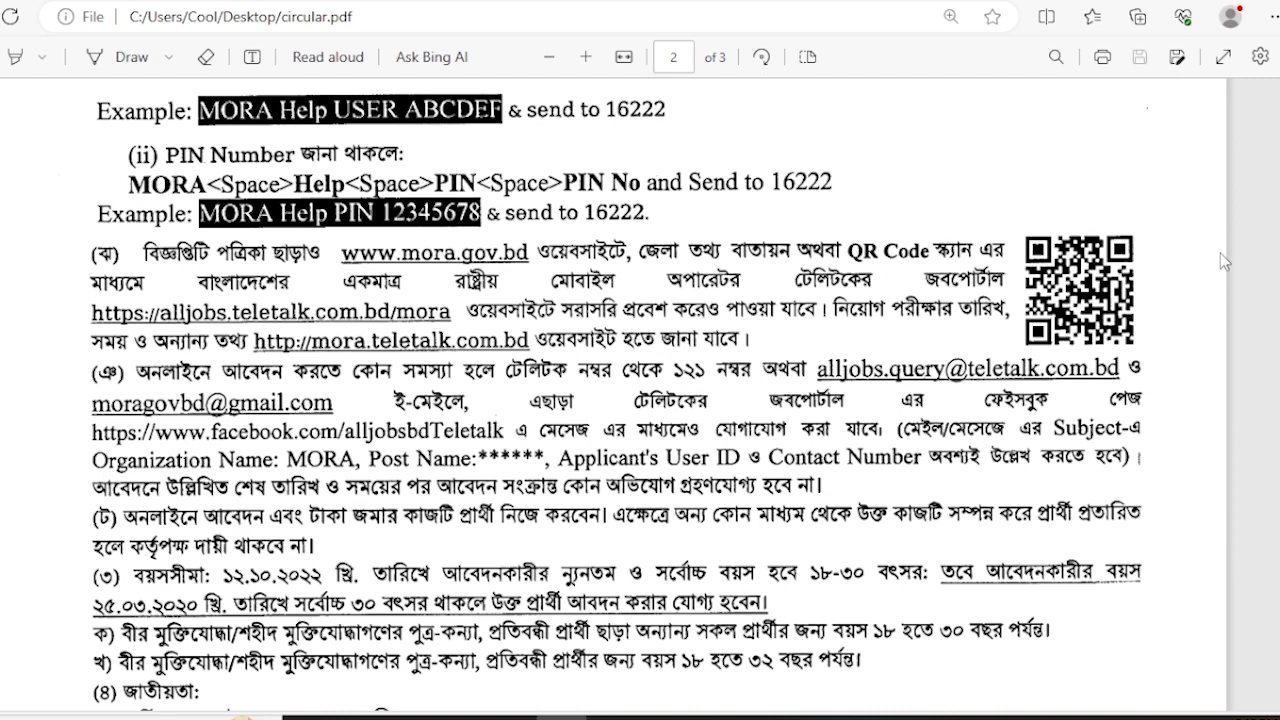 File C:/Users/Cool/Desktop/circular.pdf
Draw Read aloud Ask Bing AI 2 of 3
Example: MORA Help USER ABCDEF & send to 16222
(ii) PIN Number জানা থাকলে:
MORA<Space>Help<Space>PIN<Space>PIN No and Send to 16222
Example: MORA Help PIN 12345678 & send to 16222.
(ঝ) বিজ্ঞপ্তিটি পত্রিকা ছাড়াও www.mora.gov.bd ওয়েবসাইটে, জেলা তথ্য বাতায়ন অথবা QR Code স্ক্যান এর
মাধ্যমে বাংলাদেশের একমাত্র রাষ্ট্রীয় মোবাইল অপারেটর টেলিটকের জবপোর্টাল
https://alljobs.teletalk.com.bd/mora ওয়েবসাইটে সরাসরি প্রবেশ করেও পাওয়া যাবে। নিয়োগ পরীক্ষার তারিখ,
সময় ও অন্যান্য তথ্য http://mora.teletalk.com.bd ওয়েবসাইট হতে জানা যাবে।
(ঞ) অনলাইনে আবেদন করতে কোন সমস্যা হলে টেলিটক নম্বর থেকে ১২১ নম্বর অথবা alljobs.query@teletalk.com.bd ও
moragovbd@gmail.com ই-মেইলে, এছাড়া টেলিটকের জবপোর্টাল এর ফেইসবুক পেজ
https://www.facebook.com/alljobsbdTeletalk এ মেসেজ এর মাধ্যমেও যোগাযোগ করা যাবে। (মেইল/মেসেজে এর Subject-এ
Organization Name: MORA, Post Name:******, Applicant's User ID ও Contact Number অবশ্যই উল্লেখ করতে হবে)।
আবেদনে উল্লিখিত শেষ তারিখ ও সময়ের পর আবেদন সংক্রান্ত কোন অভিযোগ গ্রহণযোগ্য হবে না।
(ট) অনলাইনে আবেদন এবং টাকা জমার কাজটি প্রার্থী নিজে করবেন। এক্ষেত্রে অন্য কোন মাধ্যম থেকে উক্ত কাজটি সম্পন্ন করে প্রার্থী প্রতারিত
হলে কর্তৃপক্ষ দায়ী থাকবে না।
(৩) বয়সসীমা: ১২.১০.২০২২ খ্রি. তারিখে আবেদনকারীর ন্যুনতম ও সর্বোচ্চ বয়স হবে ১৮-৩০ বৎসর: তবে আবেদনকারীর বয়স
২৫.০৩.২০২০ খ্রি. তারিখে সর্বোচ্চ ৩০ বৎসর থাকলে উক্ত প্রার্থী আবদন করার যোগ্য হবেন।
ক) বীর মুক্তিযোদ্ধা/শহীদ মুক্তিযোদ্ধাগণের পুত্র-কন্যা, প্রতিবন্ধী প্রার্থী ছাড়া অন্যান্য সকল প্রার্থীর জন্য বয়স ১৮ হতে ৩০ বছর পর্যন্ত।
খ) বীর মুক্তিযোদ্ধা/শহীদ মুক্তিযোদ্ধাগণের পুত্র-কন্যা, প্রতিবন্ধী প্রার্থীর জন্য বয়স ১৮ হতে ৩২ বছর পর্যন্ত।
(৪) জাতীয়তা: